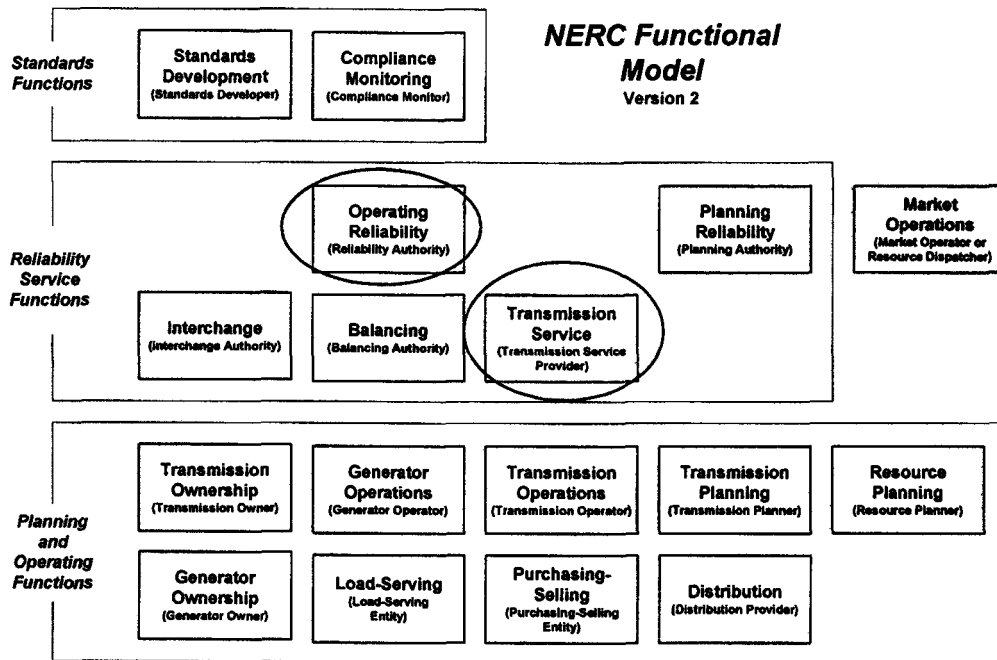 NERC Functional
Model
Version 2
Standards
Functions
Standards
Development
(Standards Developer)
Compliance
Monitoring
(Compliance Monitor)
Reliability
Service
Functions
Operating
Reliability
(Reliability Authority)
Planning
Reliability
(Planning Authority)
Market
Operations
(Market Operator or
Resource Dispatcher)
Interchange
(Interchange Authority)
Balancing
(Balancing Authority)
Transmission
Service
(Transmission Service
Provider)
Planning
and
Operating
Functions
Transmission
Ownership
(Transmission Owner)
Generator
Operations
(Generator Operator)
Transmission
Operations
(Transmission Operator)
Transmission
Planning
(Transmission Planner)
Resource
Planning
(Resource Planner)
Generator
Ownership
(Generator Owner)
Load-Serving
(Load-Serving
Entity)
Purchasing-
Selling
(Purchasing-Selling
Entity)
Distribution
(Distribution Provider)